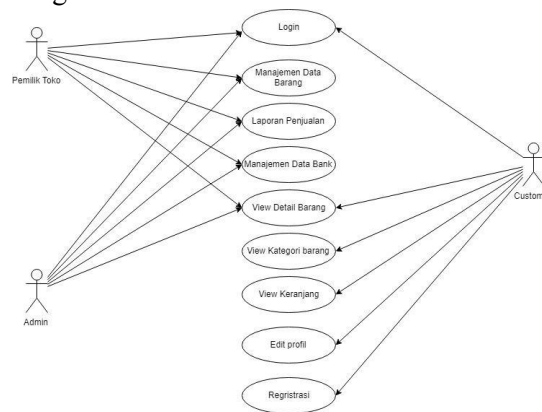 Login
Pemilik Toko
Manajemen Data
Barang
Laporan Penjualan
Manajemen Data Bank
View Detail Barang
Custom
View Kategori barang
View Keranjang
Admin
Edit profil
Regristrasi